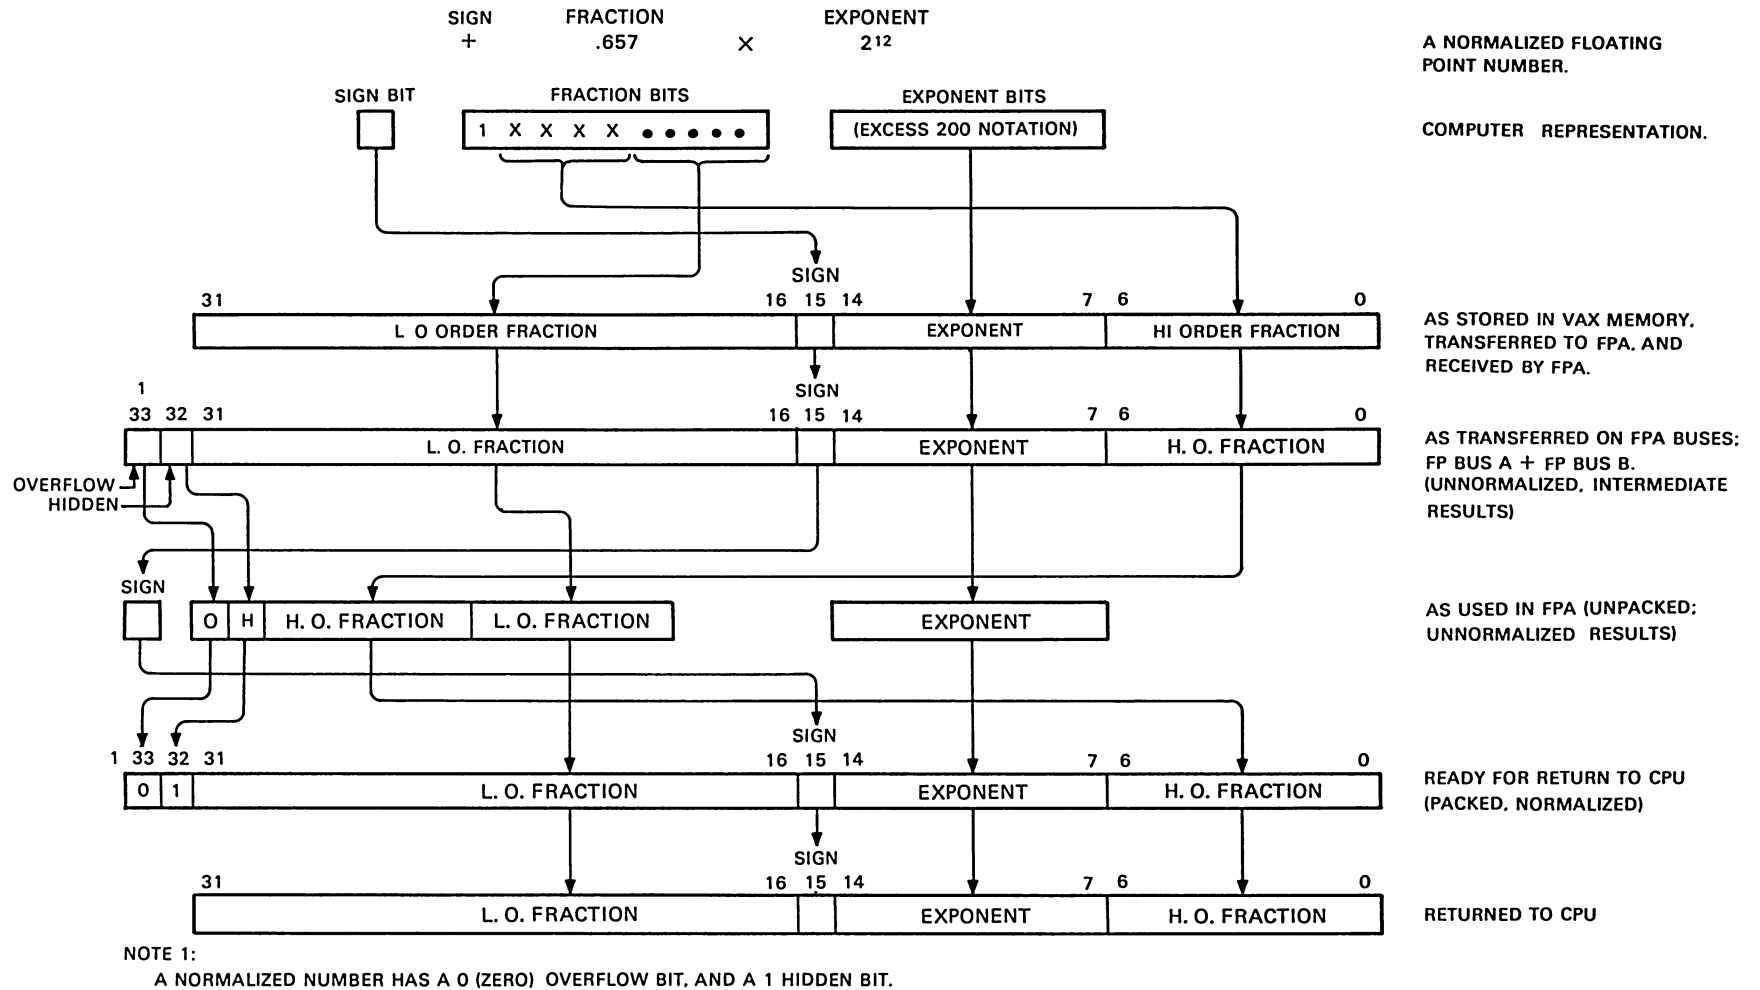 SIGN FRACTION EXPONENT
+ .657 × 2¹²
A NORMALIZED FLOATING
POINT NUMBER.
SIGN BIT FRACTION BITS EXPONENT BITS
1 X X X X ● ● ● ● ● (EXCESS 200 NOTATION) COMPUTER REPRESENTATION.
SIGN
31 16 15 14 7 6 0
L O ORDER FRACTION EXPONENT HI ORDER FRACTION
AS STORED IN VAX MEMORY,
TRANSFERRED TO FPA, AND
RECEIVED BY FPA.
1 SIGN
33 32 31 16 15 14 7 6 0
L. O. FRACTION EXPONENT H. O. FRACTION
AS TRANSFERRED ON FPA BUSES;
FP BUS A + FP BUS B.
(UNNORMALIZED, INTERMEDIATE
RESULTS)
OVERFLOW
HIDDEN
SIGN
O H H. O. FRACTION L. O. FRACTION EXPONENT
AS USED IN FPA (UNPACKED;
UNNORMALIZED RESULTS)
SIGN
1 33 32 31 16 15 14 7 6 0
0 1 L. O. FRACTION EXPONENT H. O. FRACTION
READY FOR RETURN TO CPU
(PACKED, NORMALIZED)
SIGN
31 16 15 14 7 6 0
L. O. FRACTION EXPONENT H. O. FRACTION RETURNED TO CPU
NOTE 1:
A NORMALIZED NUMBER HAS A 0 (ZERO) OVERFLOW BIT, AND A 1 HIDDEN BIT.